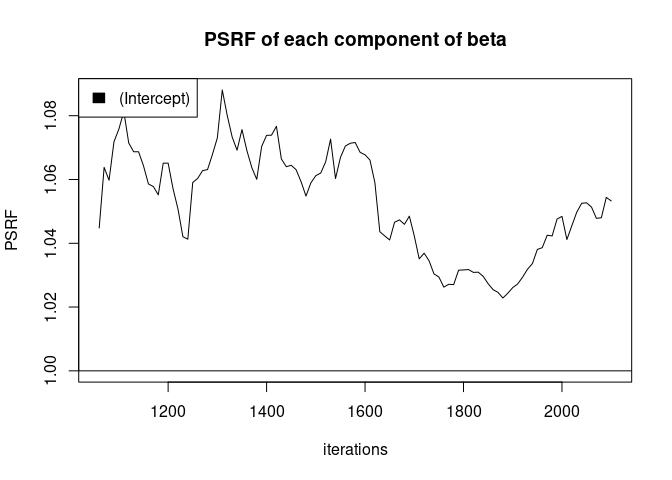 PSRF of each component of beta
(Intercept)
PSRF
1.08
1.06
1.04
1.02
1.00
1200 1400 1600 1800 2000
iterations